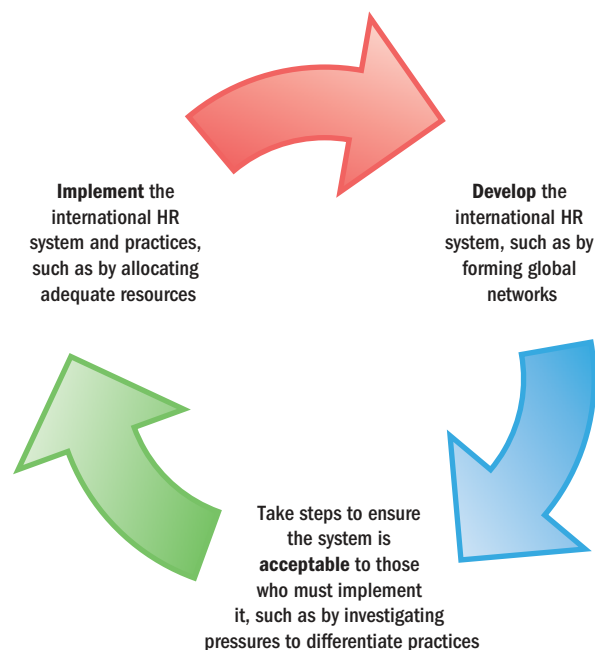 Implement the
international HR
system and practices,
such as by allocating
adequate resources
Develop the
international HR
system, such as by
forming global
networks
Take steps to ensure
the system is
acceptable to those
who must implement
it, such as by investigating
pressures to differentiate practices